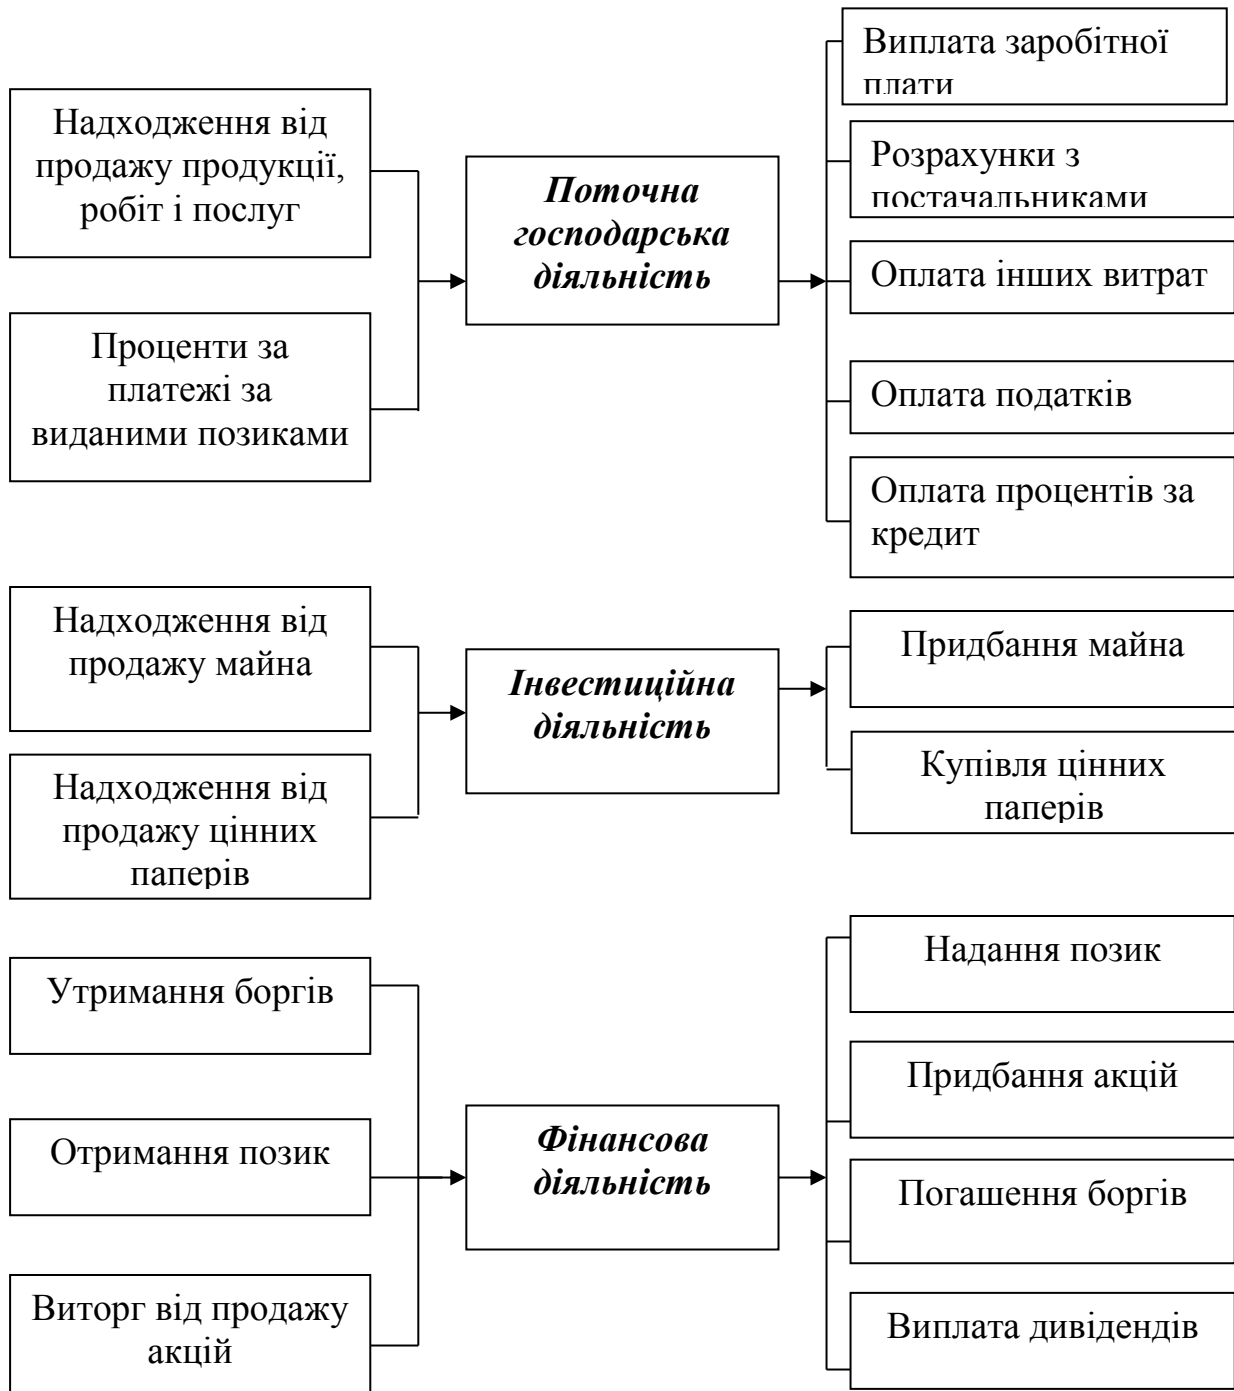 Виплата заробітної
плати
Надходження від
продажу продукції,
робіт і послуг
Поточна
господарська
діяльність
Розрахунки з
постачальниками
Оплата інших витрат
Проценти за
платежі за
виданими позиками
Оплата податків
Оплата процентів за
кредит
Надходження від
продажу майна
Інвестиційна
діяльність
Придбання майна
Надходження від
продажу цінних
паперів
Купівля цінних
паперів
Утримання боргів
Отримання позик
Виторг від продажу
акцій
Фінансова
діяльність
Надання позик
Придбання акцій
Погашення боргів
Виплата дивідендів